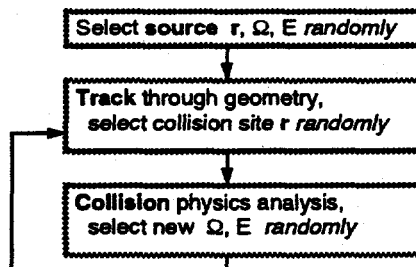 Select source r, Ω, E randomly
Track through geometry,
select collision site r randomly
Collision physics analysis,
select new Ω, E randomly